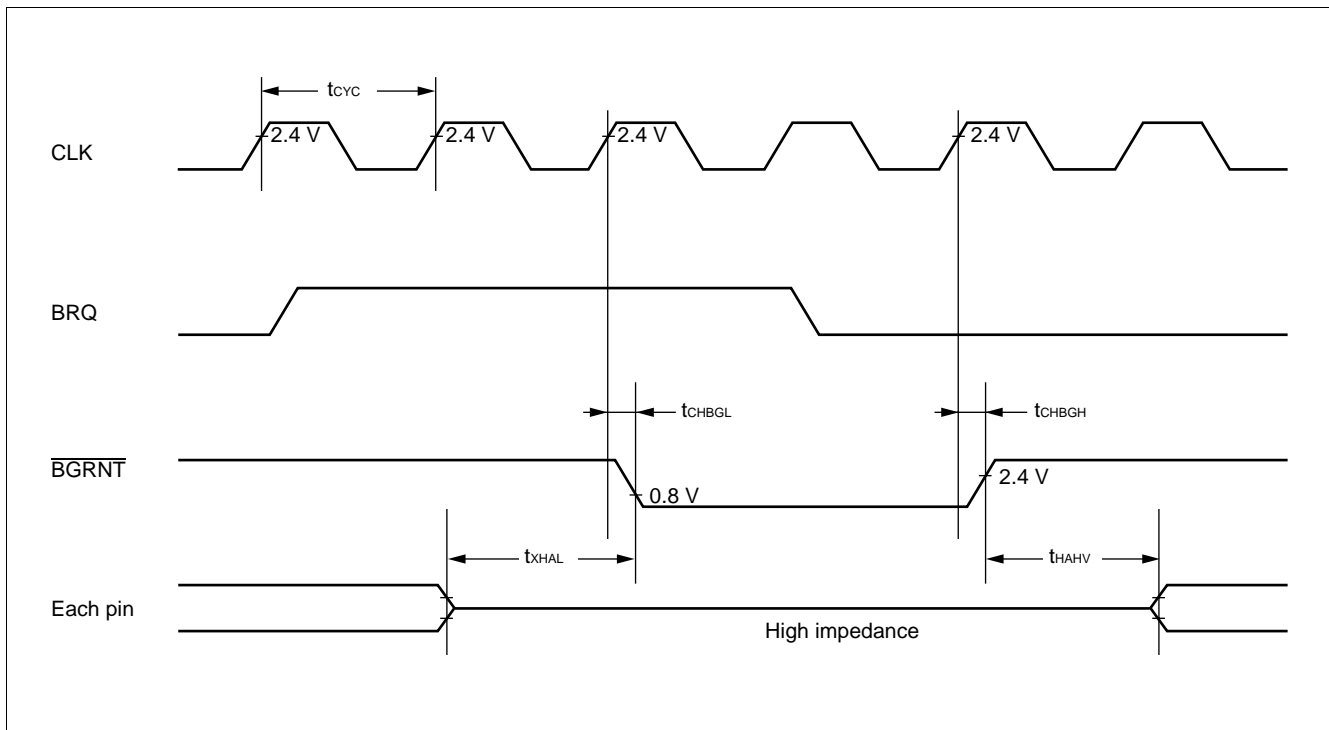 tCYC
CLK
2.4 V 2.4 V 2.4 V 2.4 V
BRQ
tCHBGL tCHBGH
BGRNT
0.8 V 2.4 V
tXHAL tHAHV
Each pin
High impedance